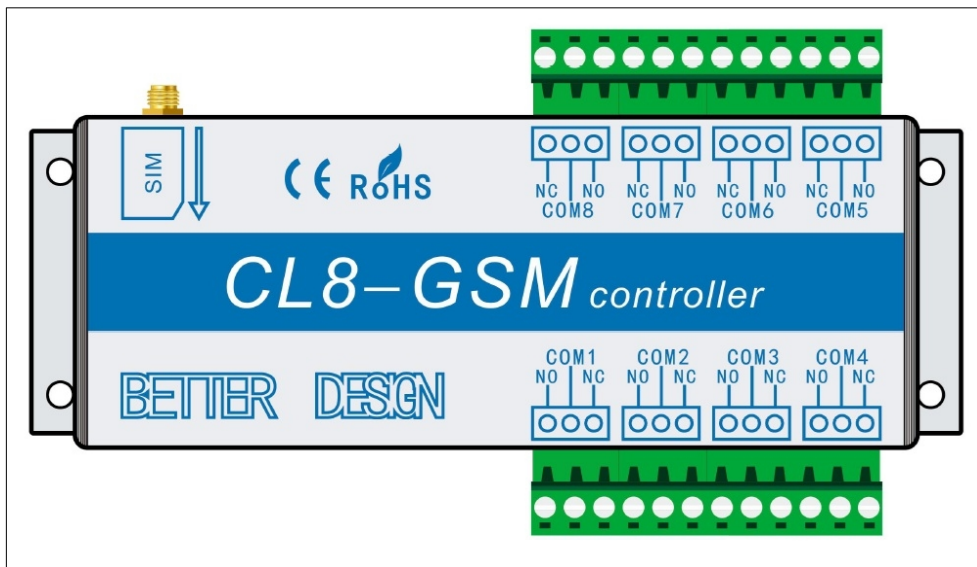 SIM
CE RoHS
NC NO NC NO NC NO NC NO
COM8 COM7 COM6 COM5
CL8-GSM controller
COM1 COM2 COM3 COM4
NO NC NO NC NO NC NO NC
BETTER DESIGN